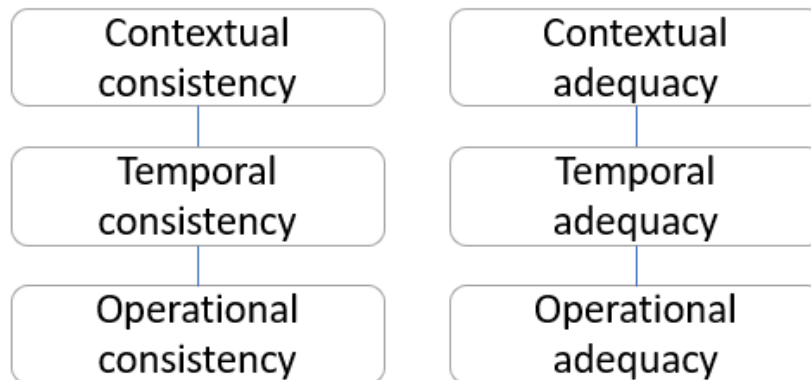 Contextual
consistency
Temporal
consistency
Operational
consistency
Contextual
adequacy
Temporal
adequacy
Operational
adequacy